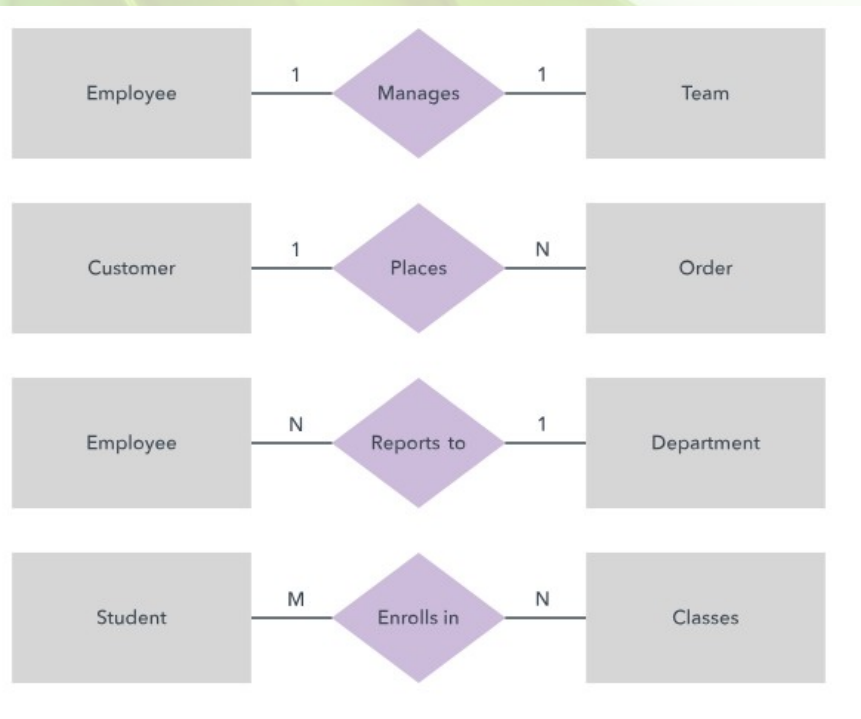 Employee 1 Manages 1 Team
Customer 1 Places N Order
Employee N Reports to 1 Department
Student M Enrolls in N Classes